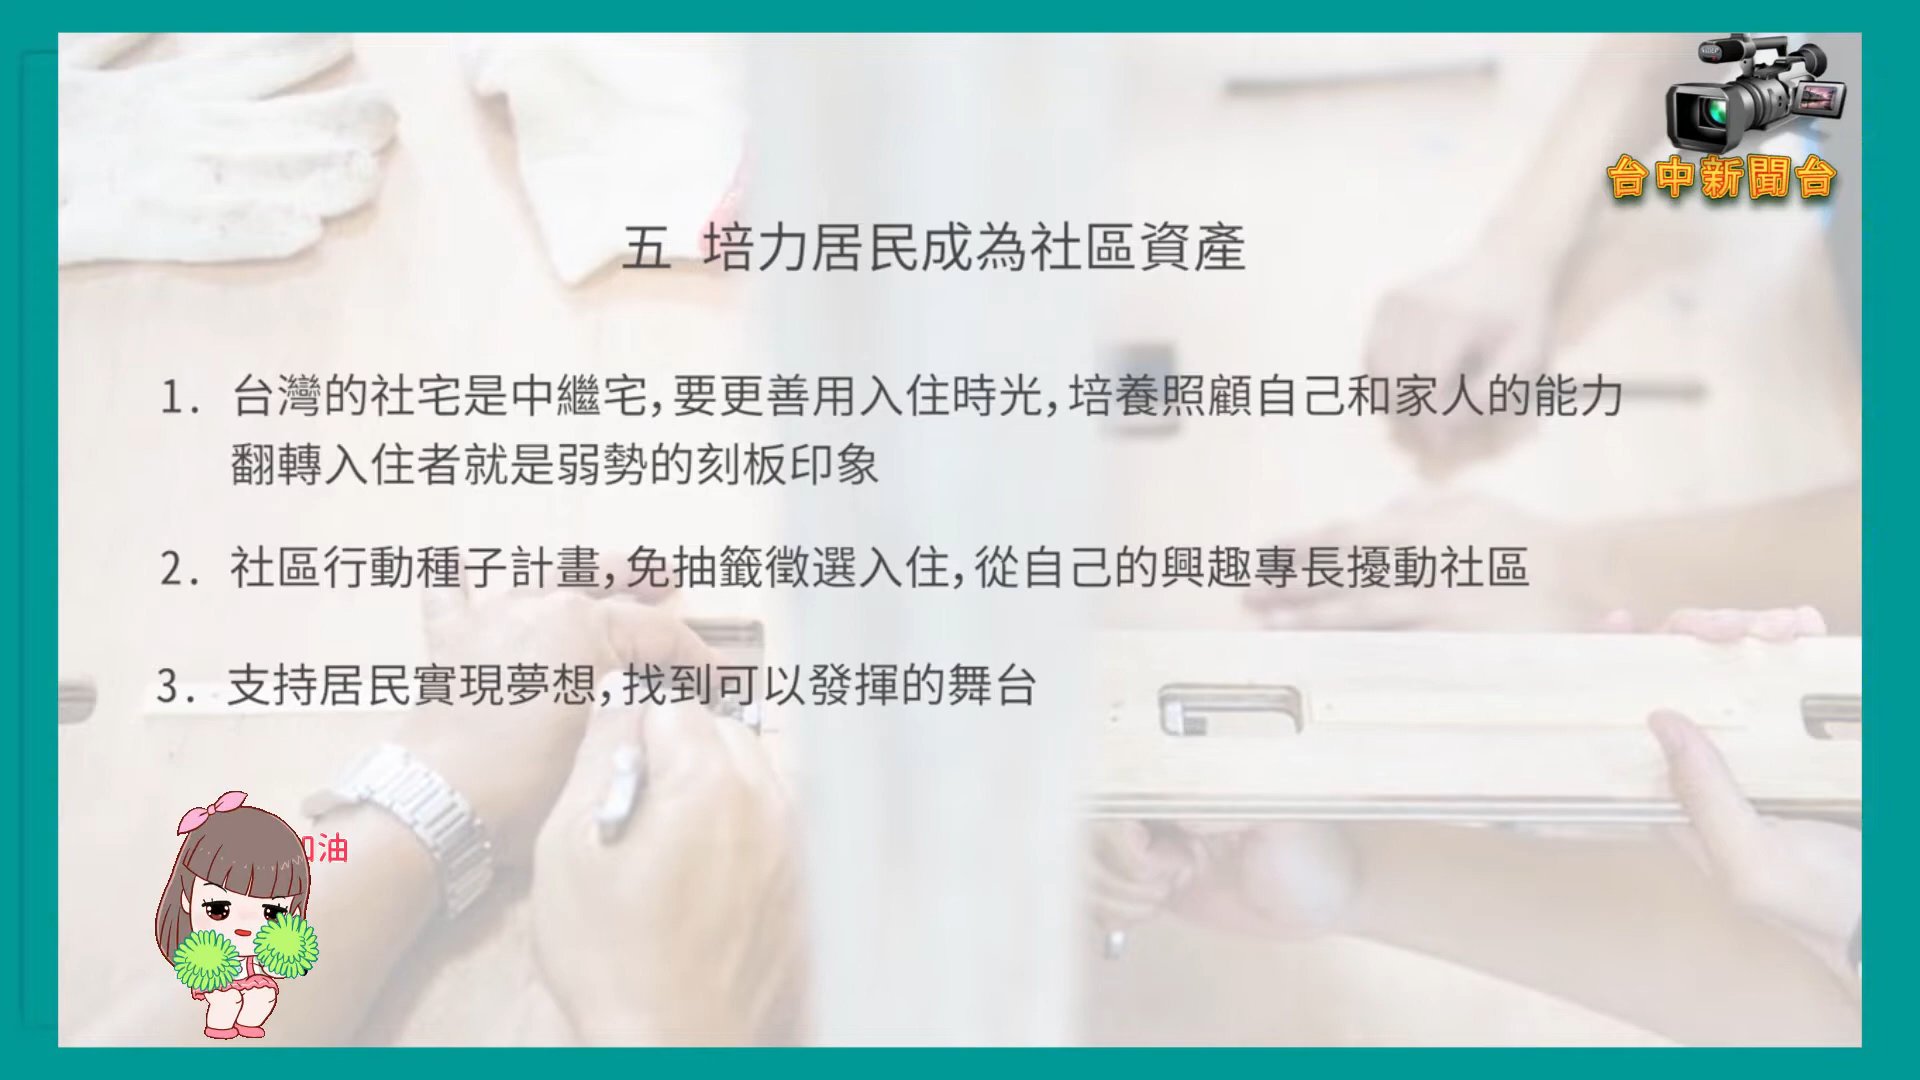 台中新聞台
五 培力居民成為社區資產
1. 台灣的社宅是中繼宅,要更善用入住時光,培養照顧自己和家人的能力
翻轉入住者就是弱勢的刻板印象
2. 社區行動種子計畫,免抽籤徵選入住,從自己的興趣專長擾動社區
3. 支持居民實現夢想,找到可以發揮的舞台
加油